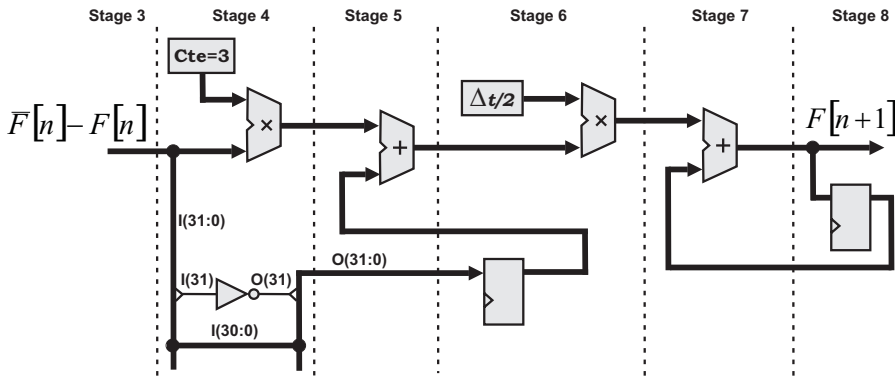 Stage 3 Stage 4 Stage 5 Stage 6 Stage 7 Stage 8
Cte=3
Δt/2
F̅[n]−F[n]
×
×
F[n+1]
+
+
I(31:0)
O(31:0)
I(31) O(31)
I(30:0)